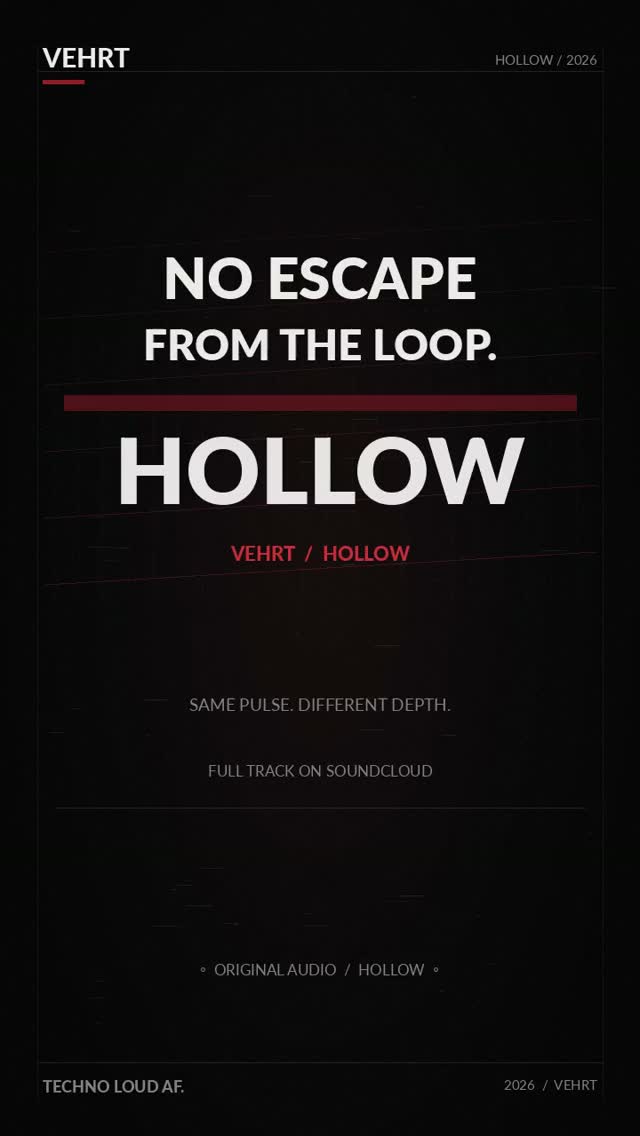 VEHRT
HOLLOW / 2026
NO ESCAPE
FROM THE LOOP.
HOLLOW
VEHRT / HOLLOW
SAME PULSE. DIFFERENT DEPTH.
FULL TRACK ON SOUNDCLOUD
◦ ORIGINAL AUDIO / HOLLOW ◦
TECHNO LOUD AF.
2026 / VEHRT